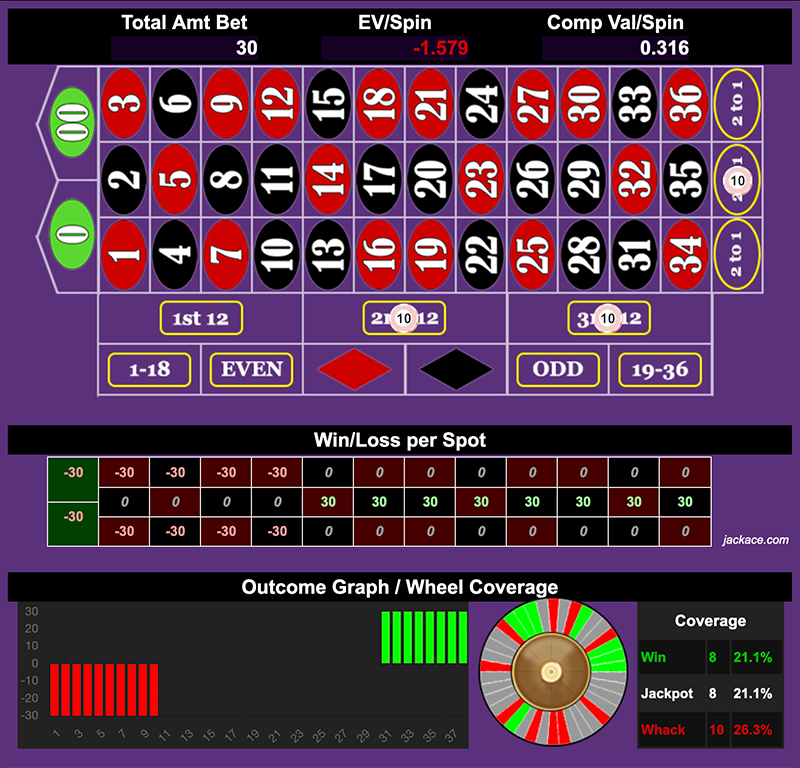 Total Amt Bet EV/Spin Comp Val/Spin
30 -1.579 0.316
00 3 6 9 12 15 18 21 24 27 30 33 36 2 to 1
2 5 8 11 14 17 20 23 26 29 32 35 10
0 1 4 7 10 13 16 19 22 25 28 31 34 2 to 1
1st 12 10 12 10 12
1-18 EVEN ODD 19-36
Win/Loss per Spot
-30 -30 -30 -30 -30 0 0 0 0 0 0 0 0
0 0 0 0 30 30 30 30 30 30 30 30
-30 -30 -30 -30 -30 0 0 0 0 0 0 0 0
jackace.com
Outcome Graph / Wheel Coverage
30
20
10
0
-10
-20
-30
1 3 5 7 9 11 13 15 17 19 21 23 25 27 29 31 33 35 37
Coverage
Win 8 21.1%
Jackpot 8 21.1%
Whack 10 26.3%